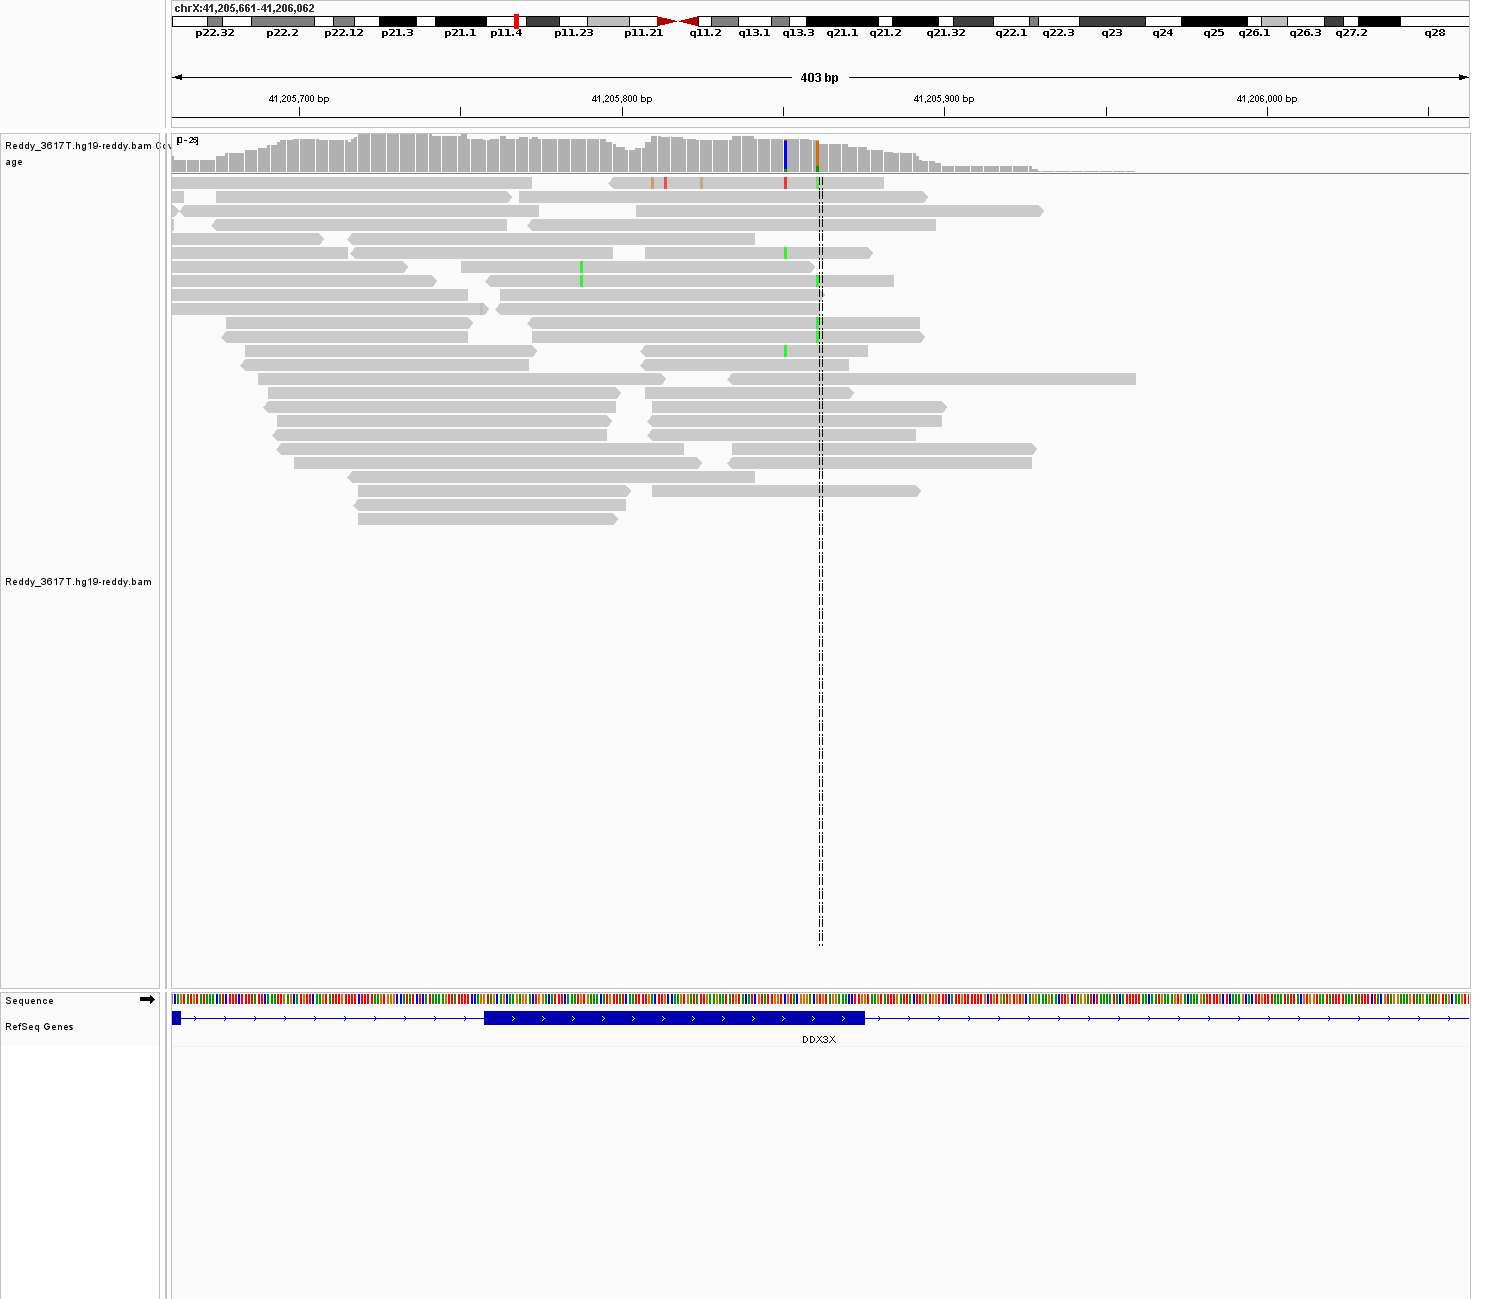 chrX:41,205,661-41,206,062
p22.32 p22.2 p22.12 p21.3 p21.1 p11.4 p11.23 p11.21 q11.2 q13.1 q13.3 q21.1 q21.2 q21.32 q22.1 q22.3 q23 q24 q25 q26.1 q26.3 q27.2 q28
403 bp
41,205,700 bp 41,205,800 bp 41,205,900 bp 41,206,000 bp
Reddy_3617T.hg19-reddy.bam Cov
age
Reddy_3617T.hg19-reddy.bam
Sequence
RefSeq Genes
DDX3X